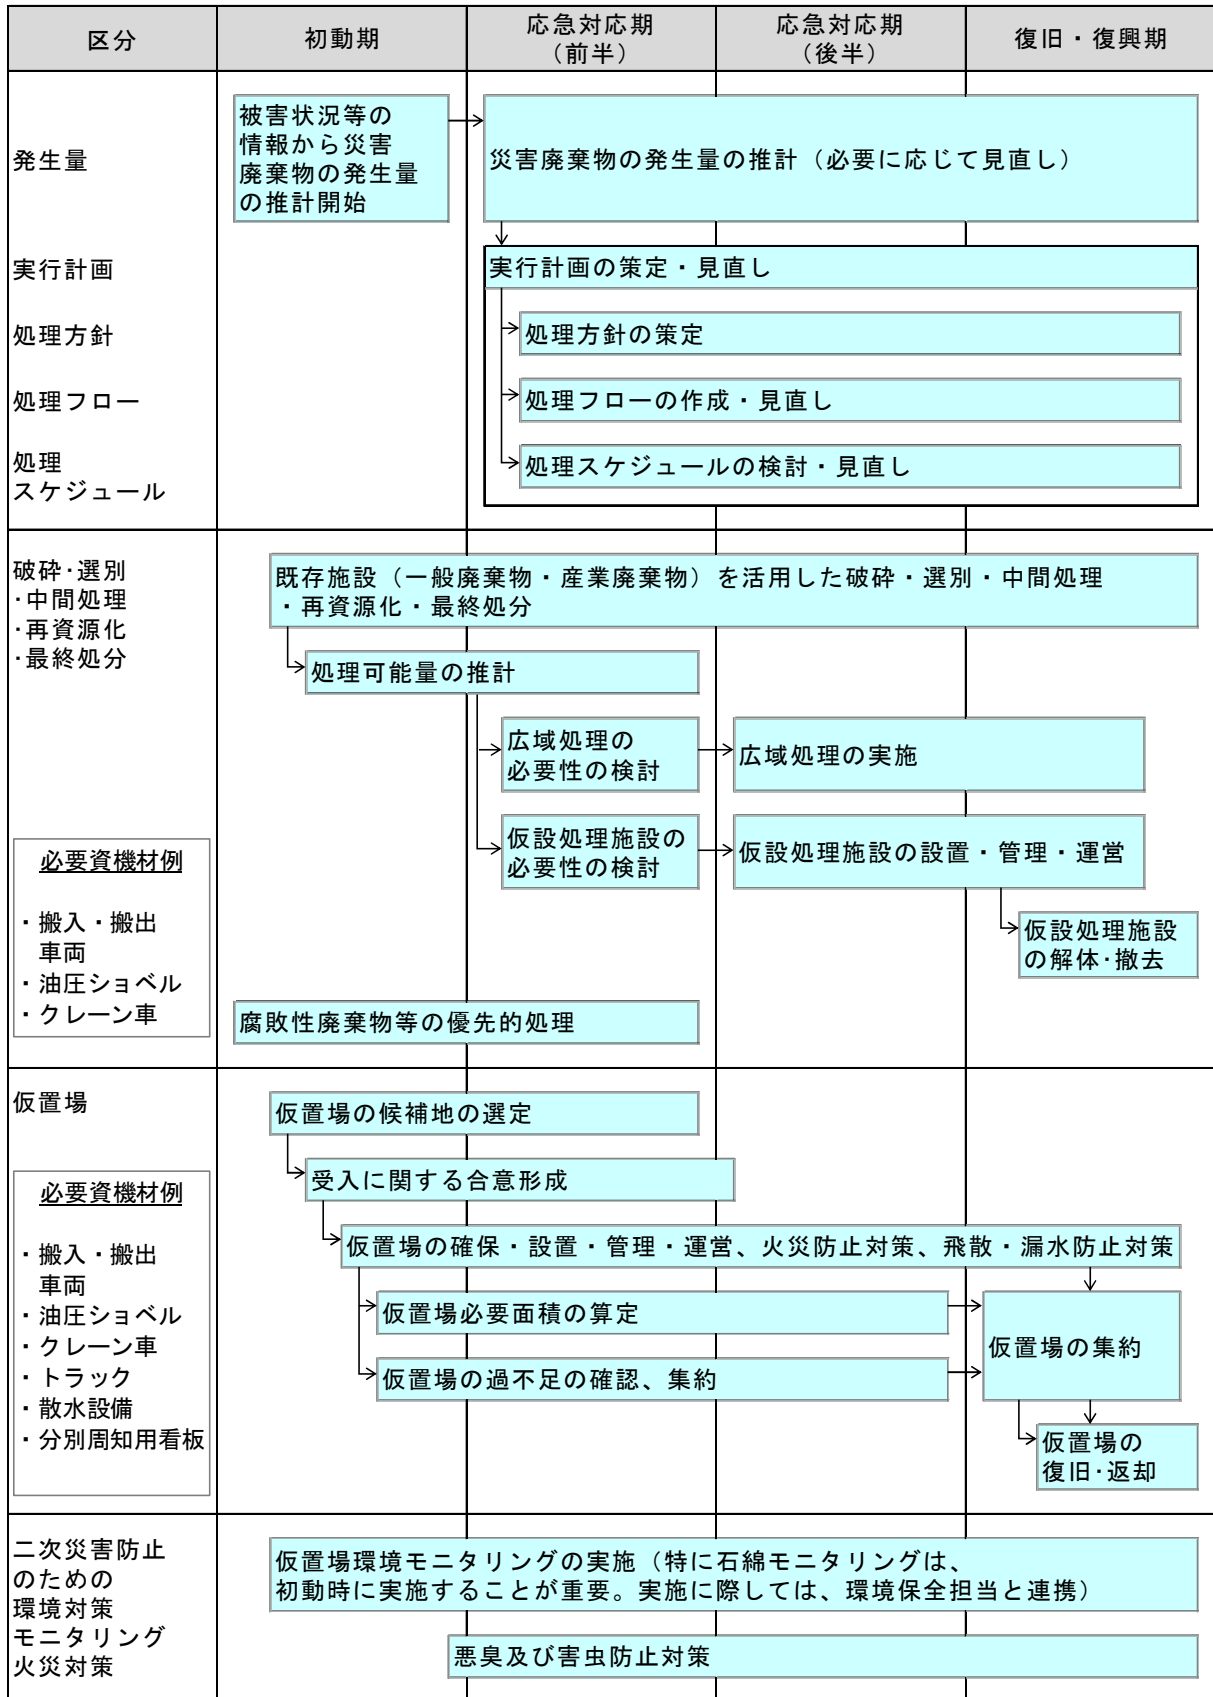 区分
初動期
応急対応期
（前半）
応急対応期
（後半）
復旧・復興期
発生量
被害状況等の
情報から災害
廃棄物の発生量
の推計開始
災害廃棄物の発生量の推計（必要に応じて見直し）
実行計画
実行計画の策定・見直し
処理方針
処理方針の策定
処理フロー
処理フローの作成・見直し
処理
スケジュール
処理スケジュールの検討・見直し
破砕･選別
･中間処理
･再資源化
･最終処分
既存施設（一般廃棄物・産業廃棄物）を活用した破砕・選別・中間処理
・再資源化・最終処分
処理可能量の推計
広域処理の
必要性の検討
広域処理の実施
仮設処理施設の
必要性の検討
仮設処理施設の設置・管理・運営
仮設処理施設
の解体･撤去
必要資機材例
・搬入・搬出
車両
・油圧ショベル
・クレーン車
腐敗性廃棄物等の優先的処理
仮置場
仮置場の候補地の選定
受入に関する合意形成
仮置場の確保・設置・管理・運営、火災防止対策、飛散・漏水防止対策
仮置場必要面積の算定
仮置場の過不足の確認、集約
仮置場の集約
仮置場の
復旧･返却
必要資機材例
・搬入・搬出
車両
・油圧ショベル
・クレーン車
・トラック
・散水設備
・分別周知用看板
二次災害防止
のための
環境対策
モニタリング
火災対策
仮置場環境モニタリングの実施（特に石綿モニタリングは、
初動時に実施することが重要。実施に際しては、環境保全担当と連携）
悪臭及び害虫防止対策